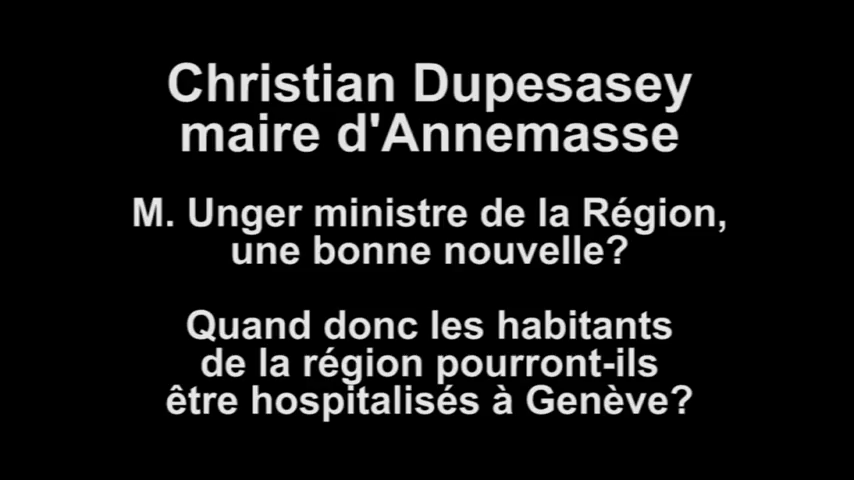 Christian Dupesasey
maire d'Annemasse
M. Unger ministre de la Région,
une bonne nouvelle?
Quand donc les habitants
de la région pourront-ils
être hospitalisés à Genève?